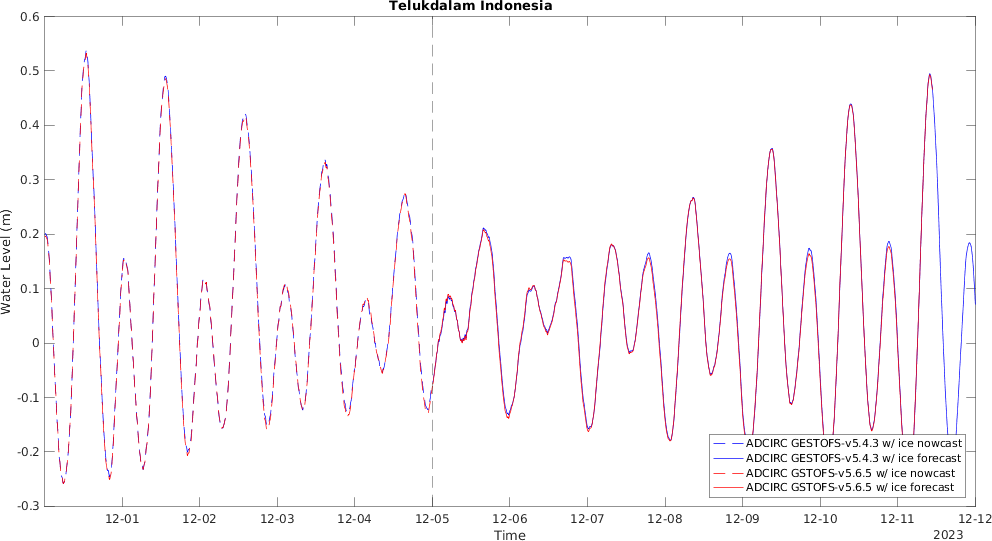 Telukdalam Indonesia
0.6
0.5
0.4
0.3
0.2
0.1
0
-0.1
-0.2
-0.3
Water Level (m)
ADCIRC GESTOFS-v5.4.3 w/ ice nowcast
ADCIRC GESTOFS-v5.4.3 w/ ice forecast
ADCIRC GSTOFS-v5.6.5 w/ ice nowcast
ADCIRC GSTOFS-v5.6.5 w/ ice forecast
12-01 12-02 12-03 12-04 12-05 12-06 12-07 12-08 12-09 12-10 12-11 12-12
Time
2023